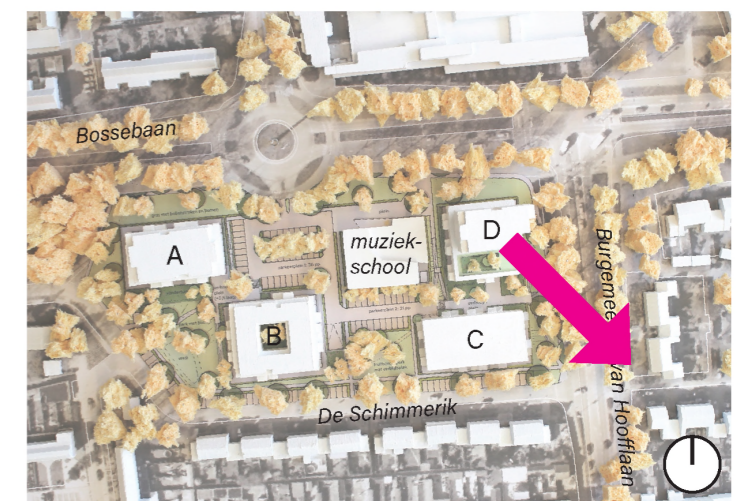 Bossebaan
A
muziek-
school
D
B
C
De Schimmerik
Burgemee
van Hoofflaan